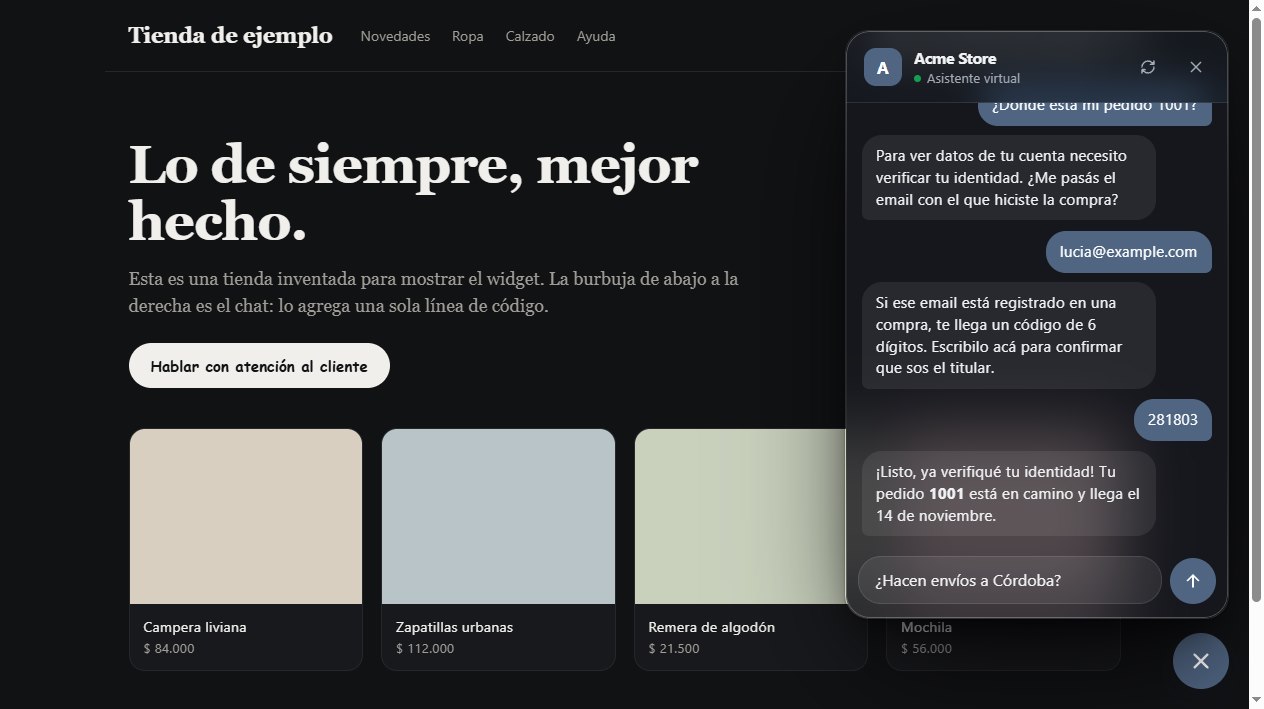 Tienda de ejemplo
Novedades
Ropa
Calzado
Ayuda
Lo de siempre, mejor
hecho.
Esta es una tienda inventada para mostrar el widget. La burbuja de abajo a la
derecha es el chat: lo agrega una sola línea de código.
Hablar con atención al cliente
Campera liviana
$ 84.000
Zapatillas urbanas
$ 112.000
Remera de algodón
$ 21.500
Mochila
$ 56.000
A
Acme Store
Asistente virtual
¿Dónde está mi pedido 1001?
Para ver datos de tu cuenta necesito
verificar tu identidad. ¿Me pasás el
email con el que hiciste la compra?
lucia@example.com
Si ese email está registrado en una
compra, te llega un código de 6
dígitos. Escribilo acá para confirmar
que sos el titular.
281803
¡Listo, ya verifiqué tu identidad! Tu
pedido 1001 está en camino y llega el
14 de noviembre.
¿Hacen envíos a Córdoba?